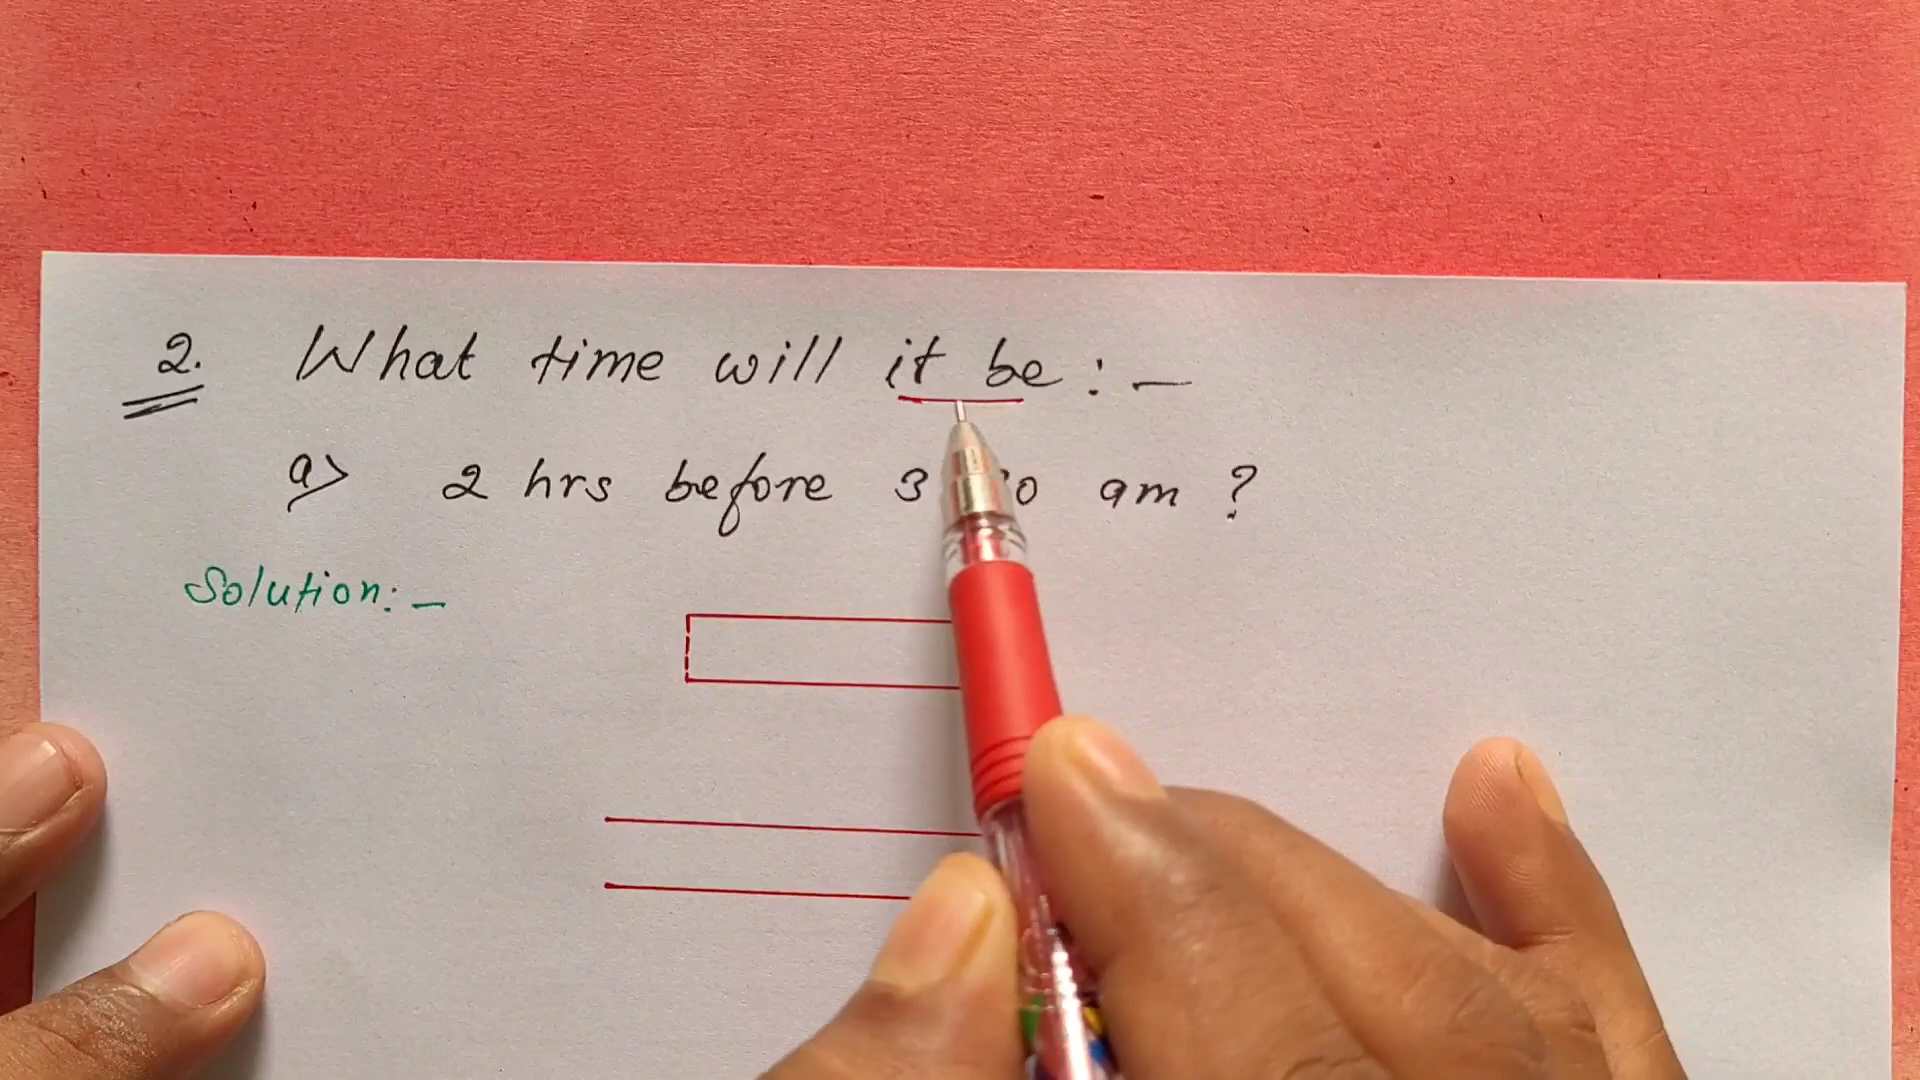 2. What time will it be : -
a> 2 hrs before 3 am ?
Solution: -